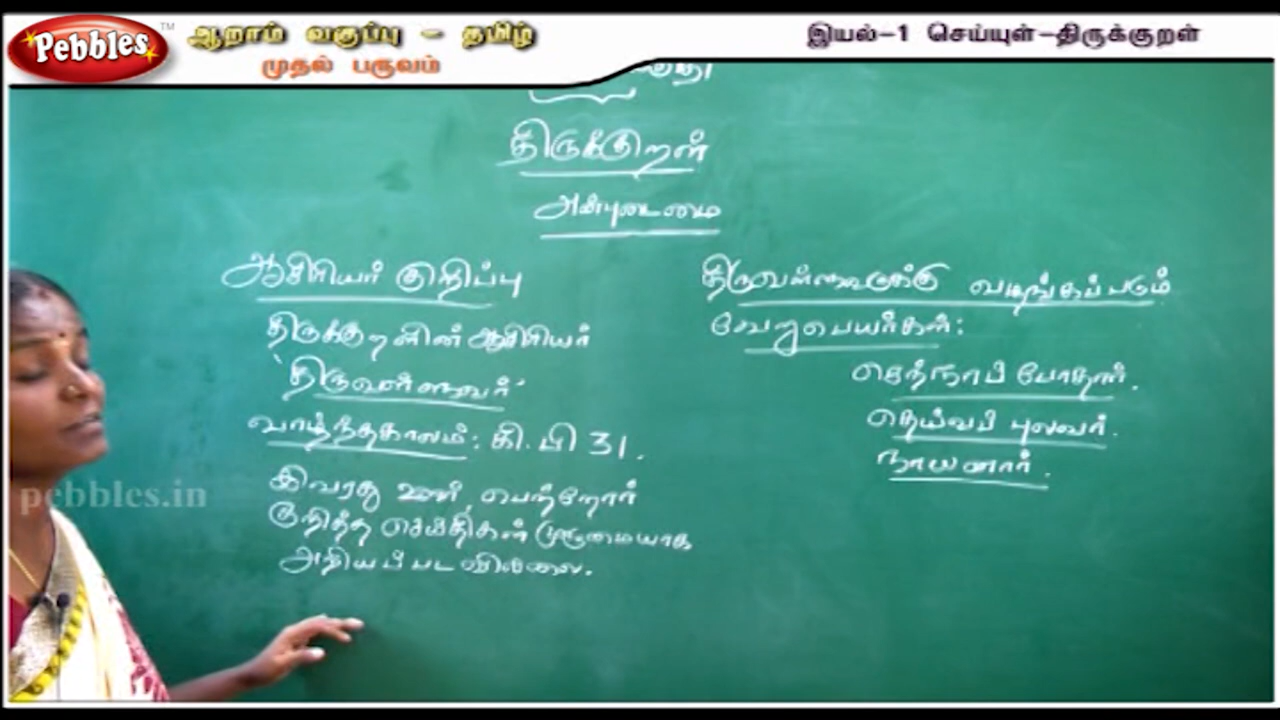 Pebbles™
ஆறாம் வகுப்பு – தமிழ்
முதல் பருவம்
இயல்-1 செய்யுள்-திருக்குறள்
திருக்குறள்
அன்புடைமை
ஆசிரியர் குறிப்பு
திருக்குறளின் ஆசிரியர்
'திருவள்ளுவர்'
வாழ்ந்தகாலம்: கி.பி 31.
இவரது ஊர், பெற்றோர்
குறித்த செய்திகள் முழுமையாக
அறியப்படவில்லை.
திருவள்ளுவருக்கு வழங்கப்படும்
வேறுபெயர்கள்:
செந்நாப் போதார்.
தெய்வப் புலவர்.
நாயனார்.
pebbles.in